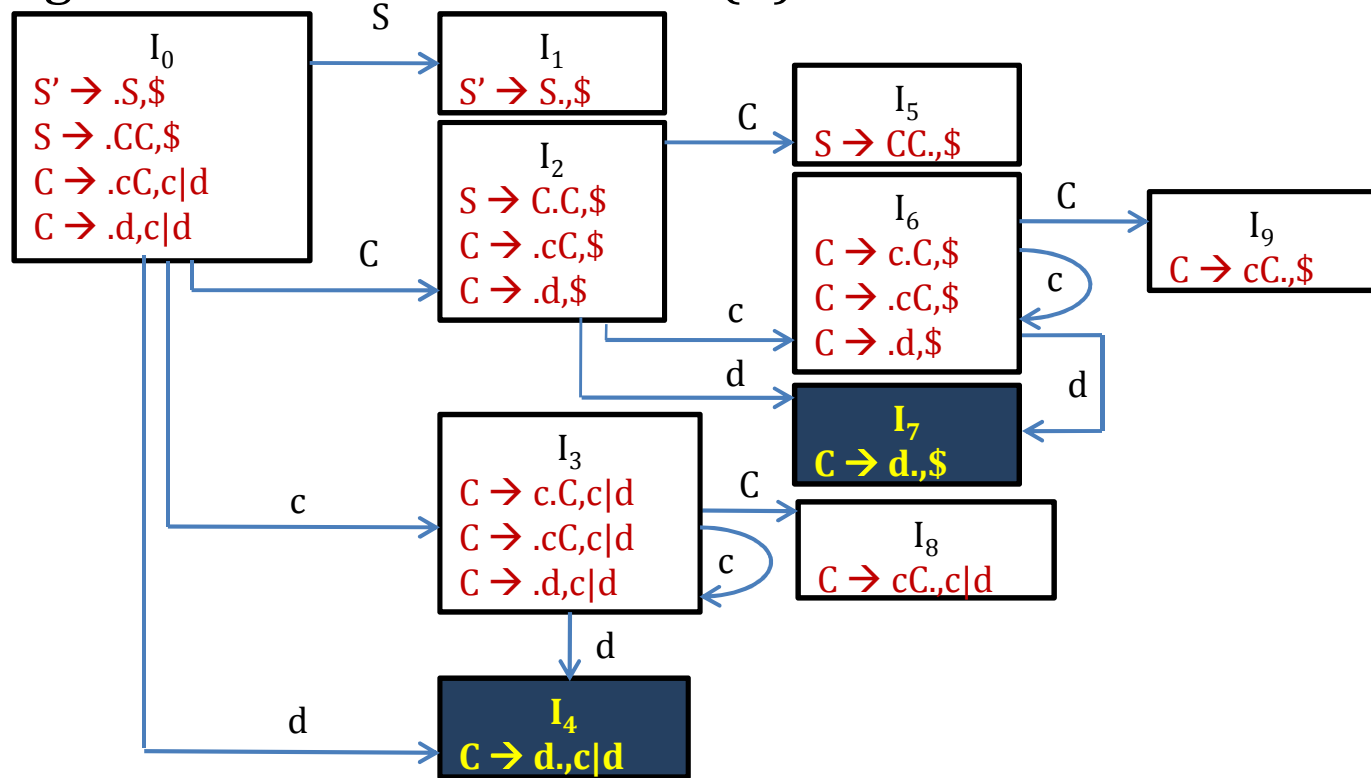 S
I₀
S’ → .S,$
S → .CC,$
C → .cC,c|d
C → .d,c|d
I₁
S’ → S.,$
C
I₂
S → C.C,$
C → .cC,$
C → .d,$
C
I₅
S → CC.,$
c
I₆
C → c.C,$
C → .cC,$
C → .d,$
C
c
I₉
C → cC.,$
d
d
I₇
C → d.,$
c
I₃
C → c.C,c|d
C → .cC,c|d
C → .d,c|d
C
c
I₈
C → cC.,c|d
d
d
I₄
C → d.,c|d